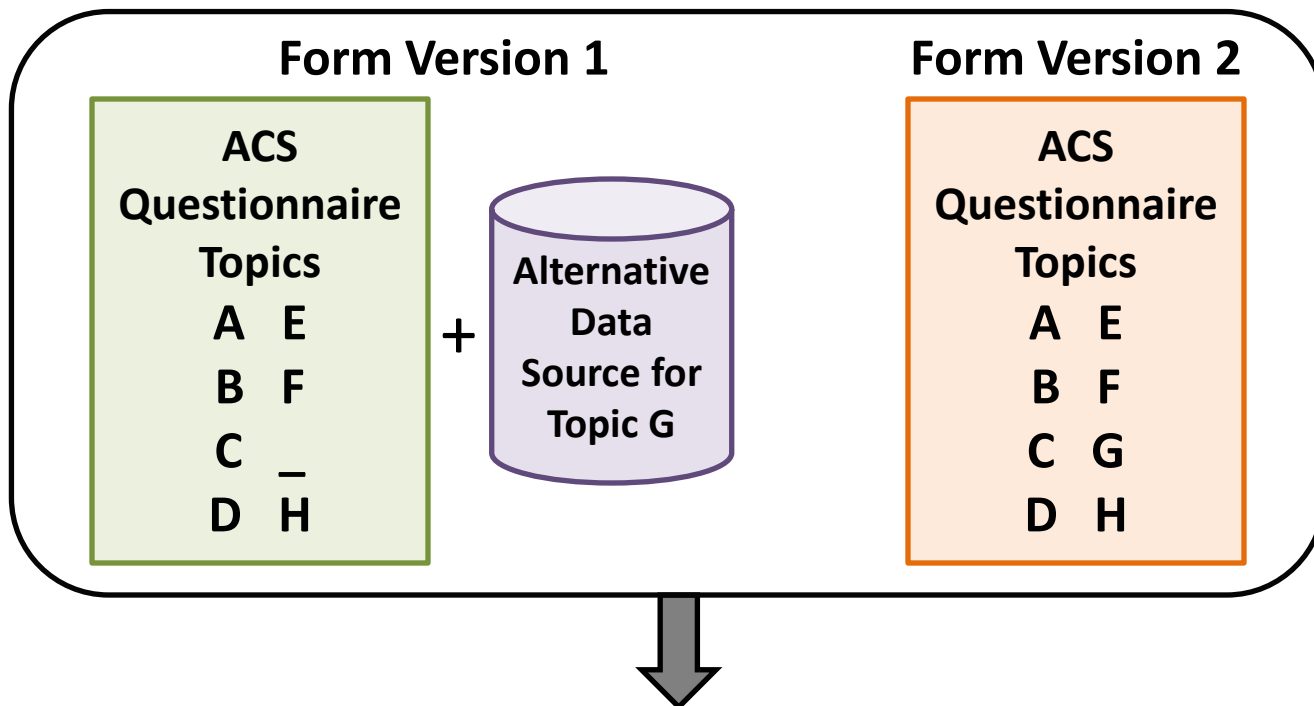 Form Version 1
ACS
Questionnaire
Topics
A E
B F
C _
D H
+
Alternative
Data
Source for
Topic G
Form Version 2
ACS
Questionnaire
Topics
A E
B F
C G
D H